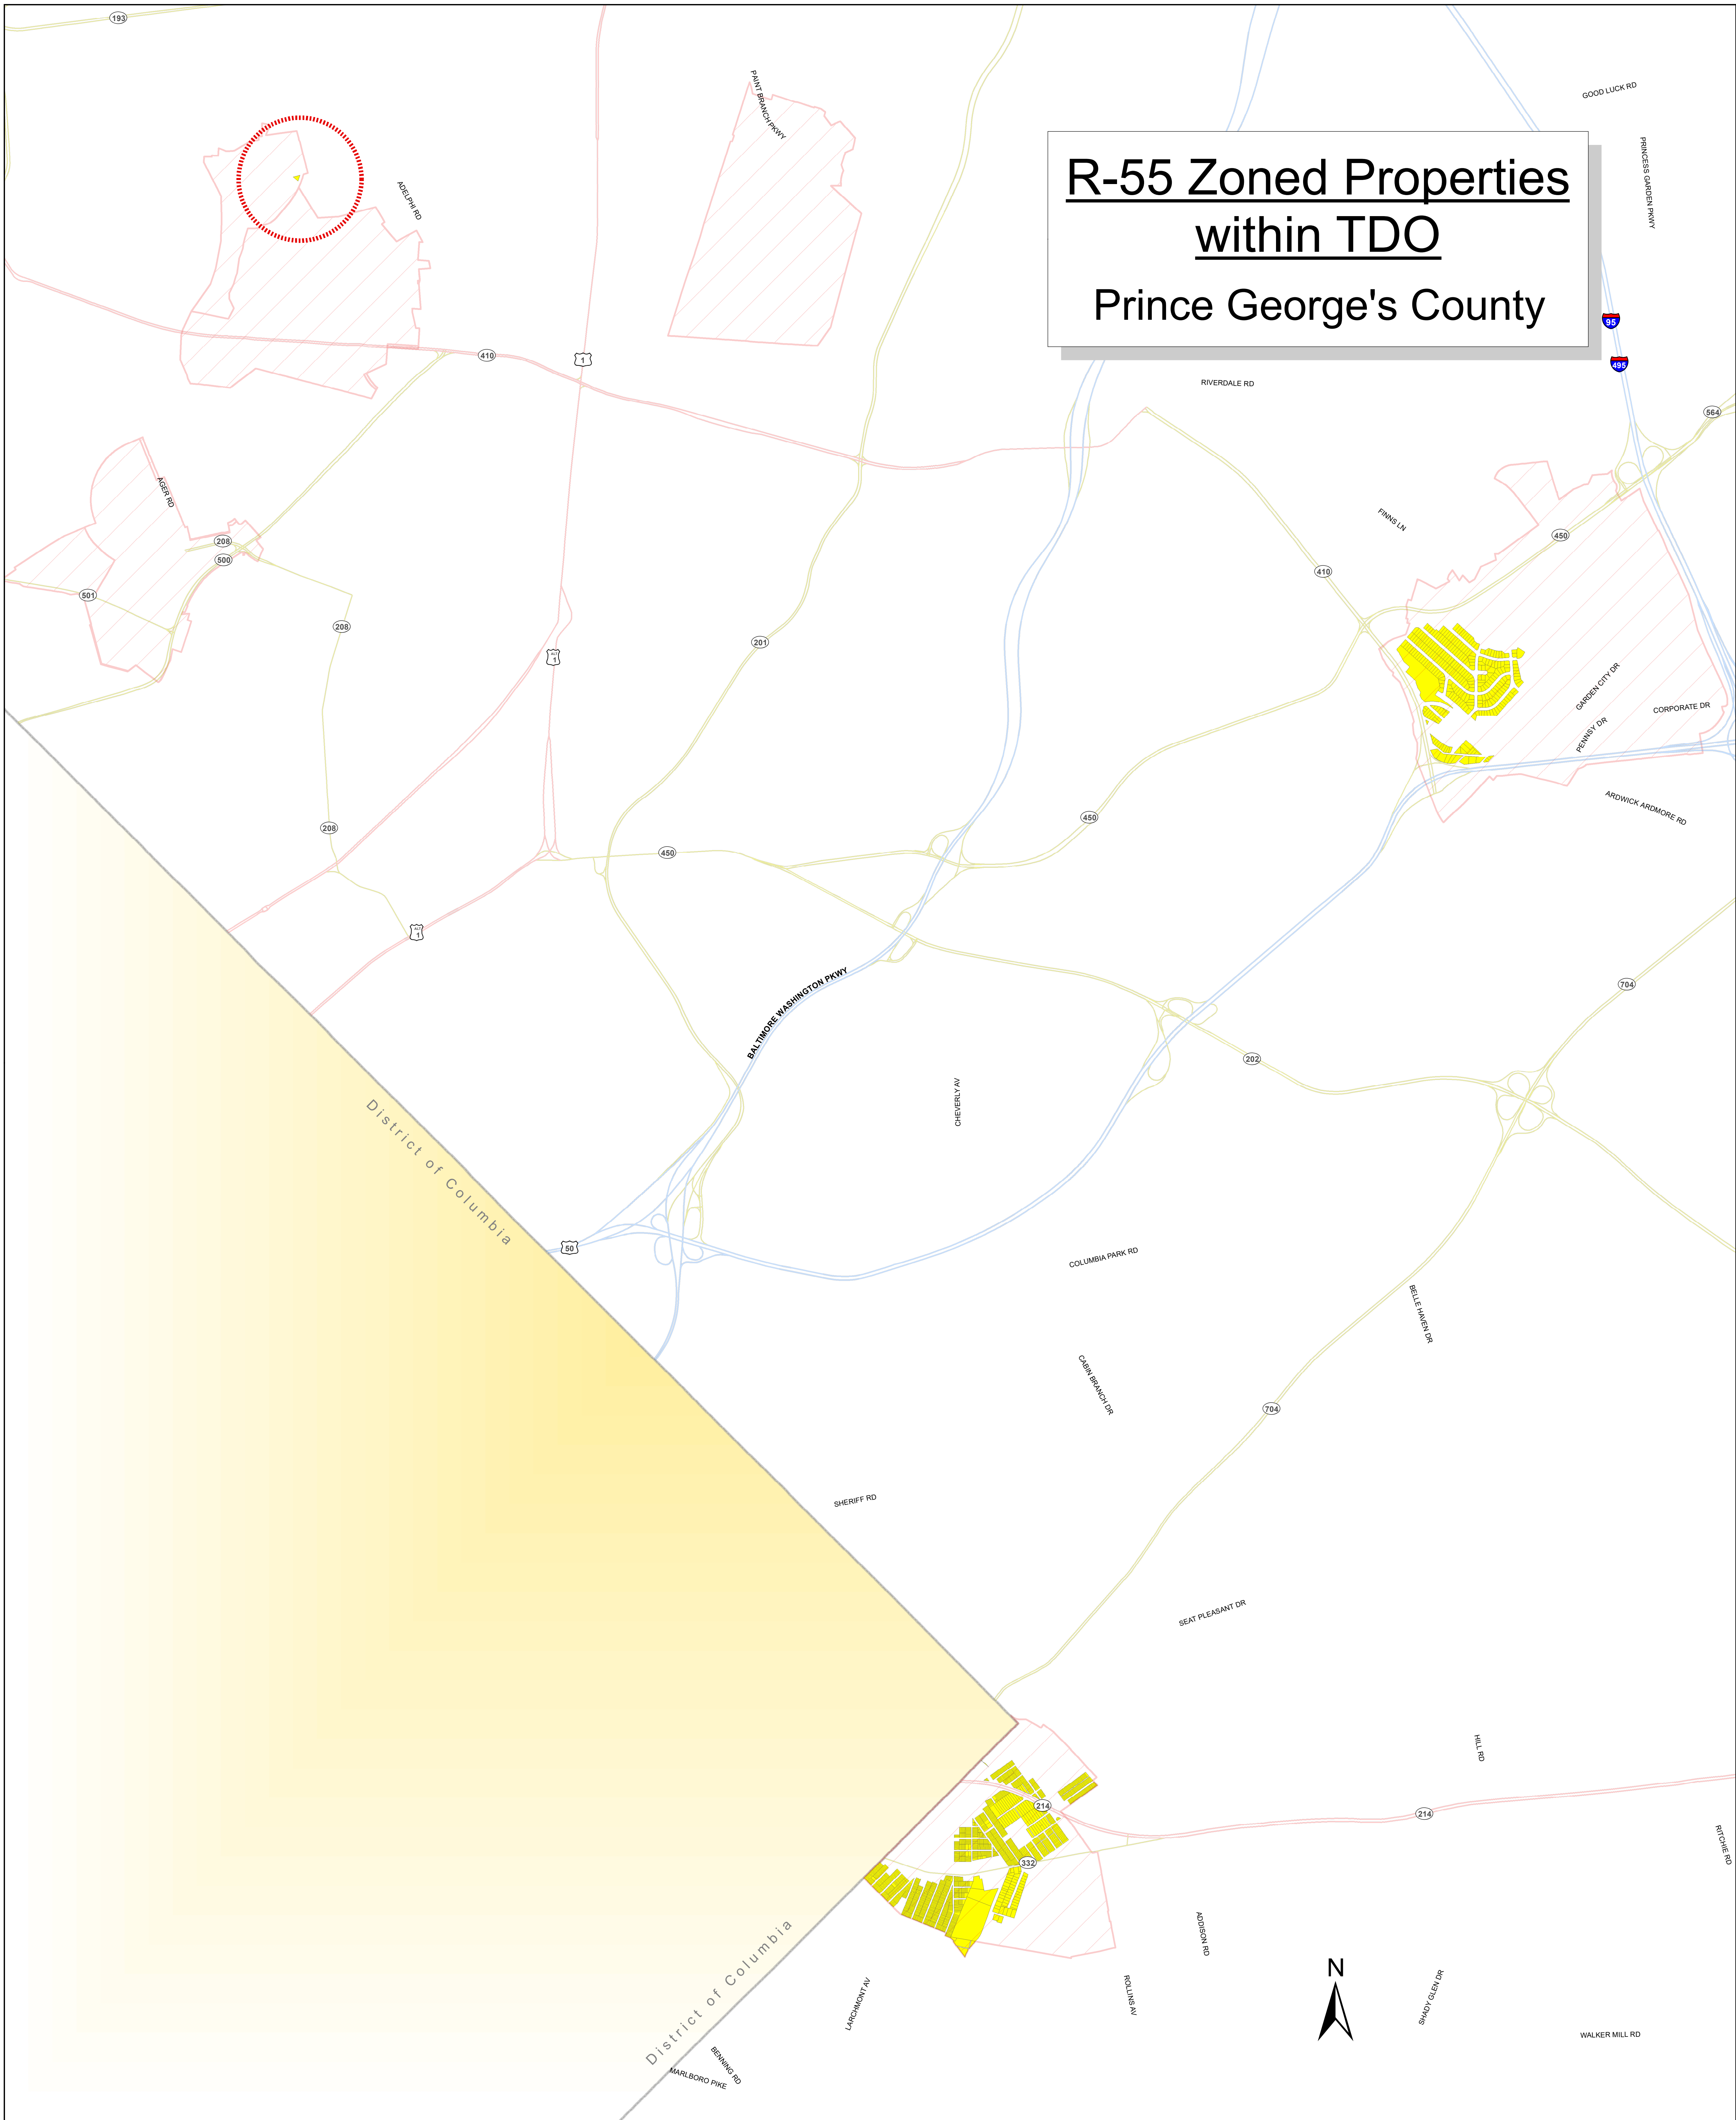 193
PAINT BRANCH PKWY
GOOD LUCK RD
PRINCESS GARDEN PKWY
ADELPHI RD
R-55 Zoned Properties
within TDO
Prince George's County
95
495
410
1
RIVERDALE RD
564
AGER RD
FINNS LN
450
208
500
501
410
208
201
ALT
1
GARDEN CITY DR
CORPORATE DR
PENNSY DR
ARDWICK ARDMORE RD
208
450
450
ALT
1
BALTIMORE WASHINGTON PKWY
704
202
CHEVERLY AV
District of Columbia
50
COLUMBIA PARK RD
BELLE HAVEN DR
CABIN BRANCH DR
704
SHERIFF RD
SEAT PLEASANT DR
HILL RD
214
214
RITCHIE RD
332
ADDISON RD
District of Columbia
LARCHMONT AV
ROLLINS AV
N
SHADY GLEN DR
WALKER MILL RD
BENNING RD
MARLBORO PIKE